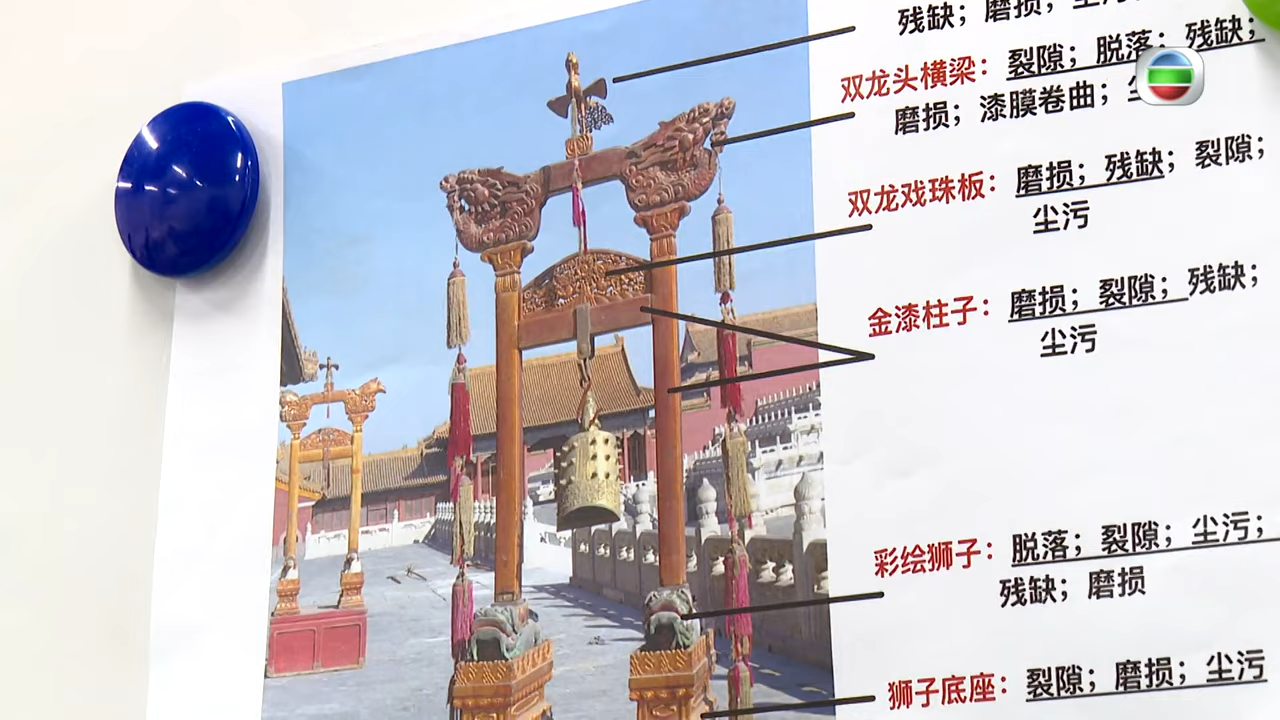 残缺；磨损；尘污
双龙头横梁：裂隙；脱落；残缺；
磨损；漆膜卷曲；
双龙戏珠板：磨损；残缺；裂隙；
尘污
金漆柱子：磨损；裂隙；残缺；
尘污
彩绘狮子：脱落；裂隙；尘污；
残缺；磨损
狮子底座：裂隙；磨损；尘污